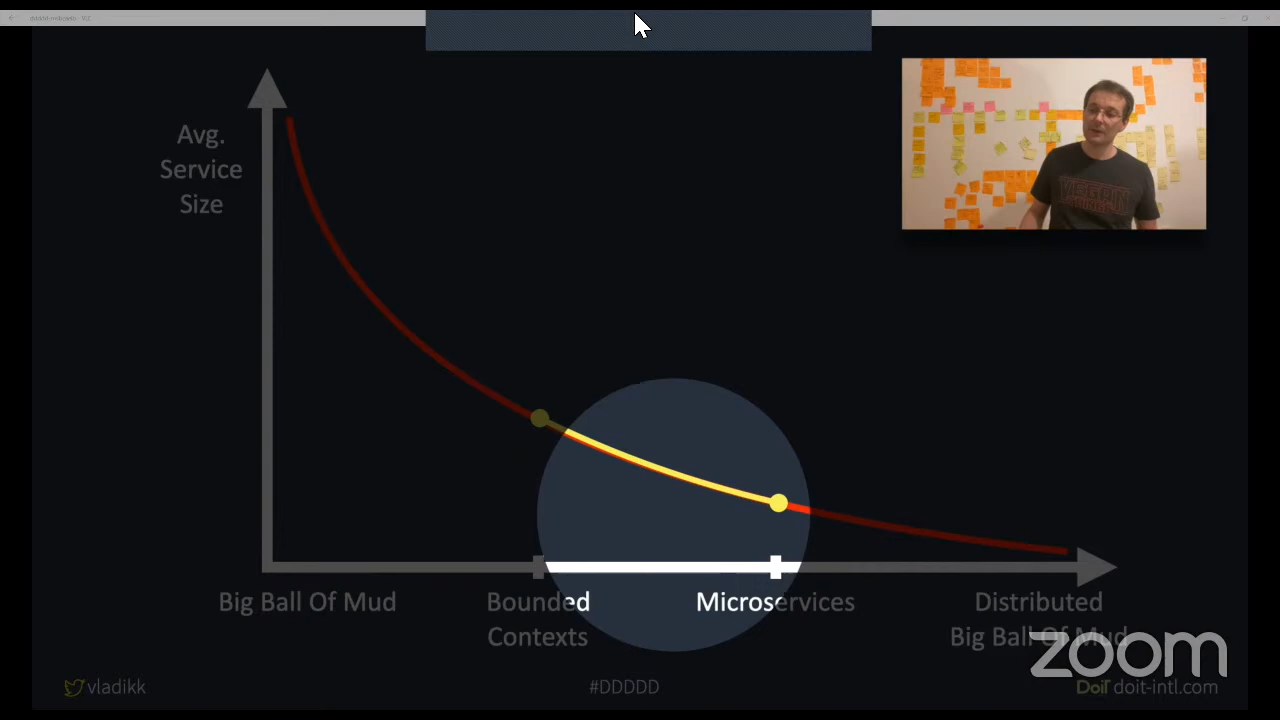 Avg.
Service
Size
VEGAN
Big Ball Of Mud
Bounded
Contexts
Microservices
Distributed
Big Ball Of Mud
zoom
vladikk
#DDDDD
DoiT doit-intl.com